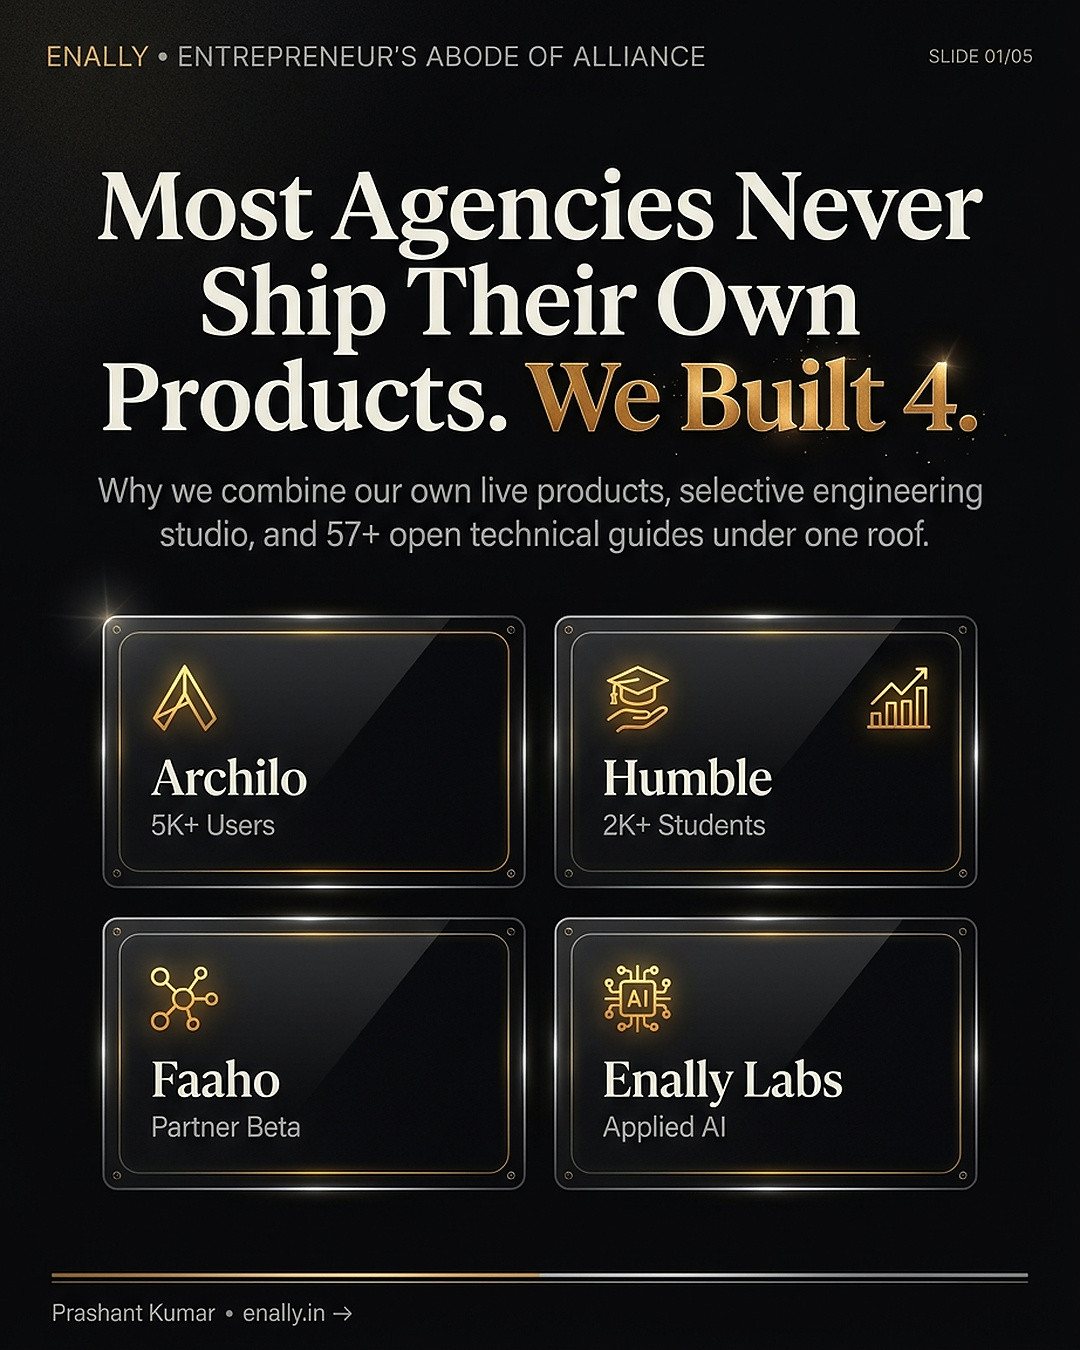 ENALLY • ENTREPRENEUR'S ABODE OF ALLIANCE
SLIDE 01/05
Most Agencies Never
Ship Their Own
Products. We Built 4.
Why we combine our own live products, selective engineering
studio, and 57+ open technical guides under one roof.
Archilo
5K+ Users
Humble
2K+ Students
Faaho
Partner Beta
AI
Enally Labs
Applied AI
Prashant Kumar • enally.in →